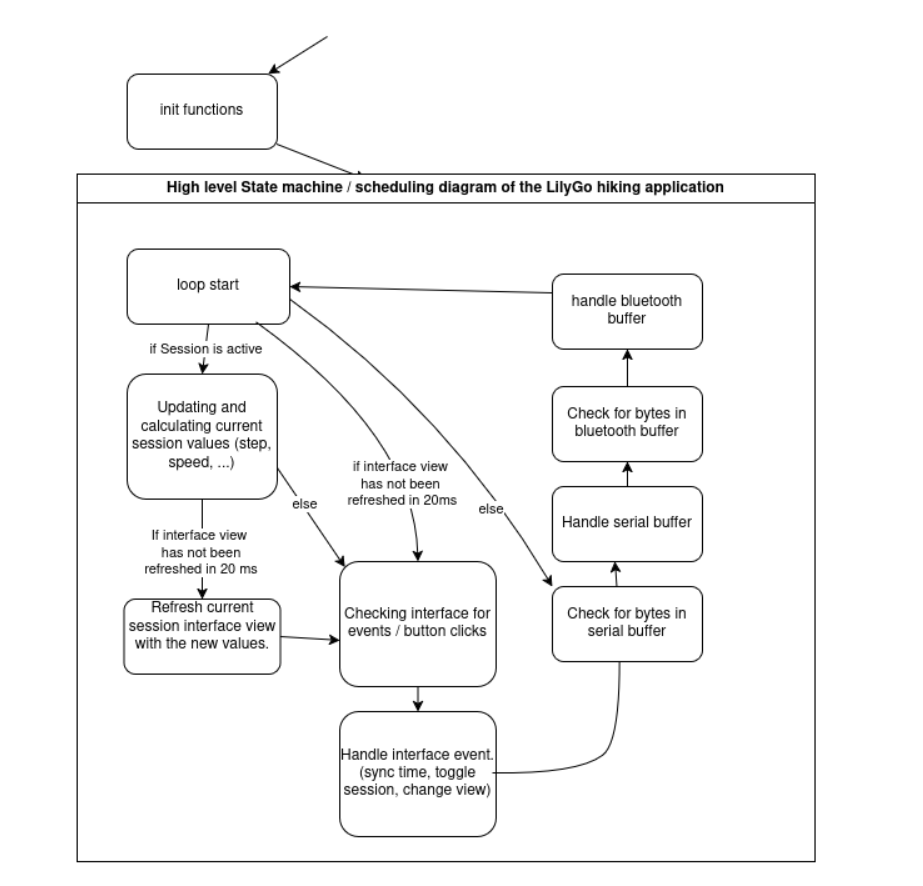 init functions
High level State machine / scheduling diagram of the LilyGo hiking application
loop start
if Session is active
Updating and
calculating current
session values (step,
speed, ...)
If interface view
has not been
refreshed in 20 ms
Refresh current
session interface view
with the new values.
else
if interface view
has not been
refreshed in 20ms
else
Checking interface for
events / button clicks
Handle interface event.
(sync time, toggle
session, change view)
Check for bytes in
serial buffer
Handle serial buffer
Check for bytes in
bluetooth buffer
handle bluetooth
buffer